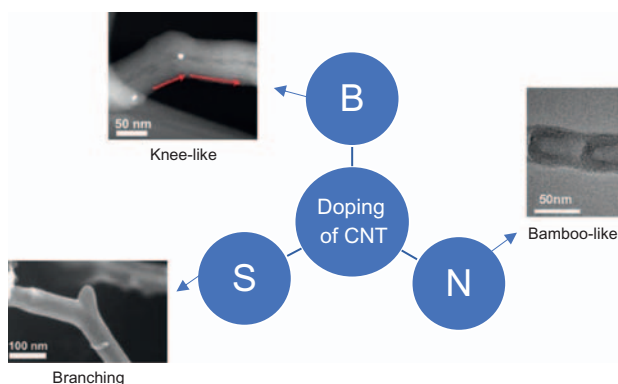 50 nm
Knee-like
B
Doping
of CNT
50nm
Bamboo-like
S
N
100 nm
Branching